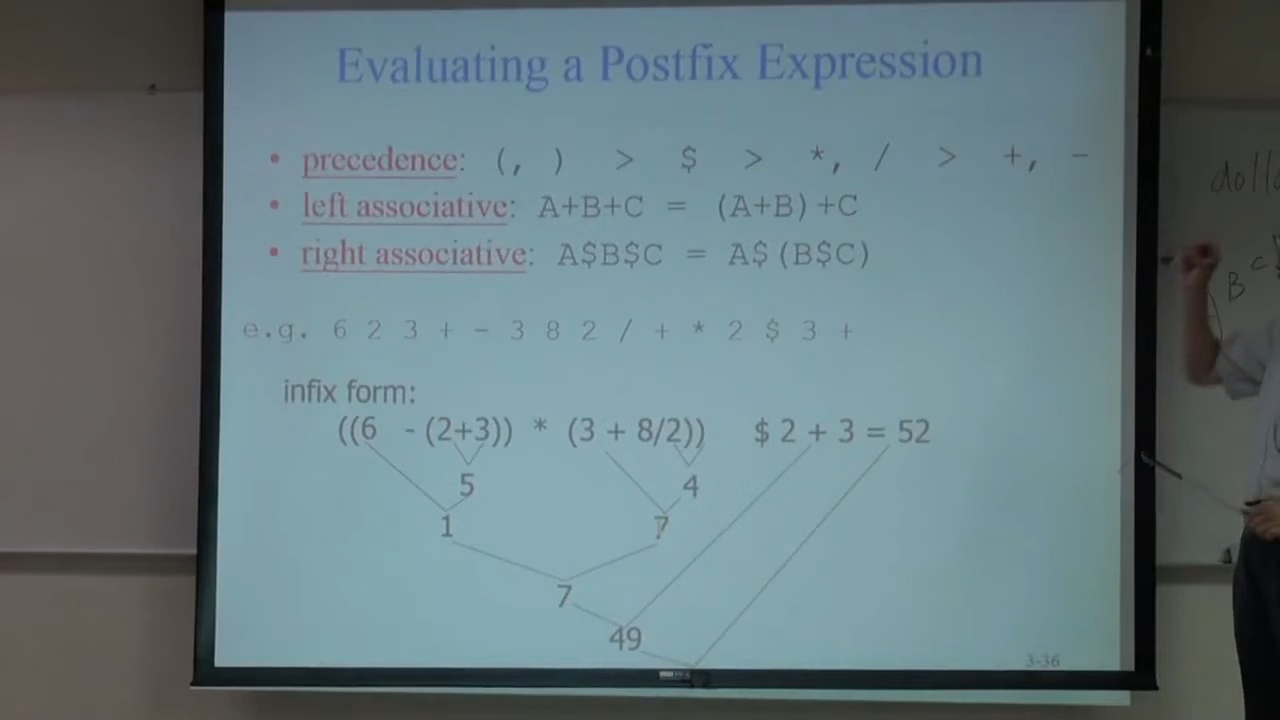 Evaluating a Postfix Expression
• precedence: (, ) > $ > *, / > +, -
• left associative: A+B+C = (A+B)+C
• right associative: A$B$C = A$(B$C)
e.g. 6 2 3 + - 3 8 2 / + * 2 $ 3 +
infix form:
((6 - (2+3)) * (3 + 8/2)) $ 2 + 3 = 52
5 4
1 7
7
49
3-36
B C